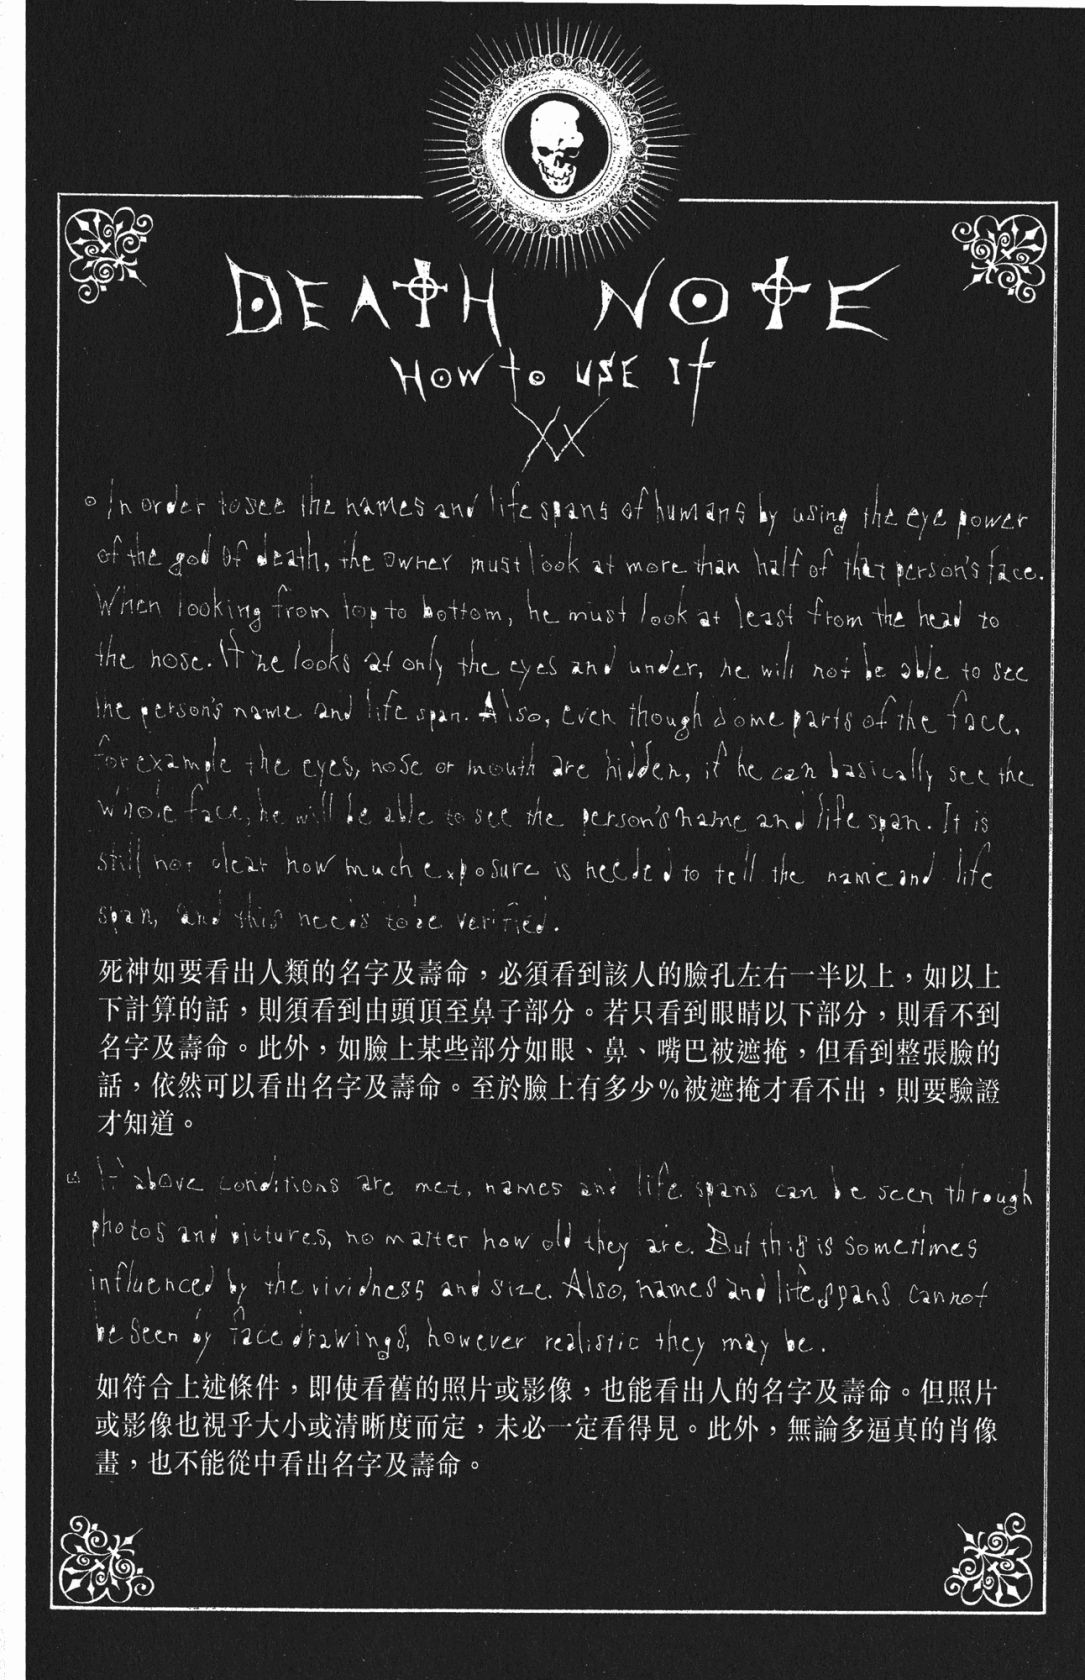 DEATH NOTE
HOW to USE It
XX
In order to see the names and life spans of humans by using the eye power
of the god of death, the owner must look at more than half of that person's face.
When looking from top to bottom, he must look at least from the head to
the nose. If he looks at only the eyes and under, he will not be able to see
the person's name and life span. Also, even though some parts of the face,
for example the eyes, nose or mouth are hidden, if he can basically see the
whole face, he will be able to see the person's name and life span. It is
still not clear how much exposure is needed to tell the name and life
span, and this needs to be verified.
死神如要看出人類的名字及壽命，必須看到該人的臉孔左右一半以上，如以上
下計算的話，則須看到由頭頂至鼻子部分。若只看到眼睛以下部分，則看不到
名字及壽命。此外，如臉上某些部分如眼、鼻、嘴巴被遮掩，但看到整張臉的
話，依然可以看出名字及壽命。至於臉上有多少%被遮掩才看不出，則要驗證
才知道。
If above conditions are met, names and life spans can be seen through
photos and pictures, no matter how old they are. But this is sometimes
influenced by the vividness and size. Also, names and life spans cannot
be seen by face drawings, however realistic they may be.
如符合上述條件，即使看舊的照片或影像，也能看出人的名字及壽命。但照片
或影像也視乎大小或清晰度而定，未必一定看得見。此外，無論多逼真的肖像
畫，也不能從中看出名字及壽命。